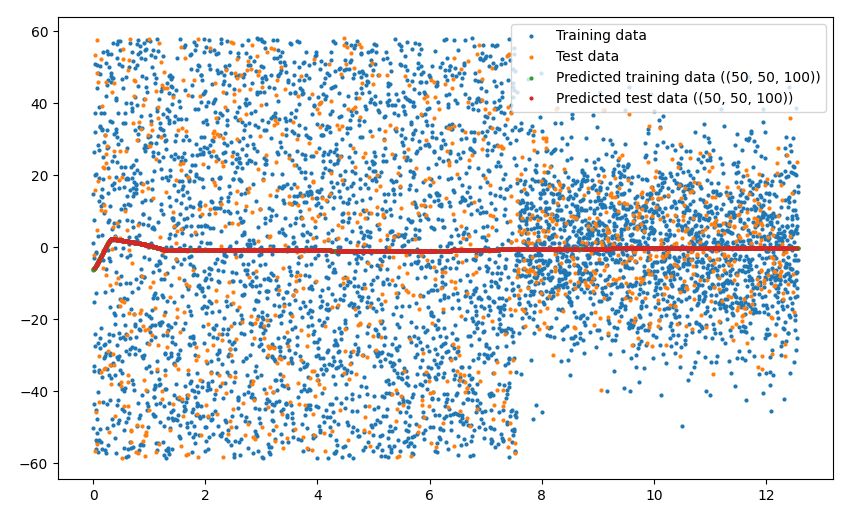 Training data
Test data
Predicted training data ((50, 50, 100))
Predicted test data ((50, 50, 100))
60
40
20
0
−20
−40
−60
0 2 4 6 8 10 12